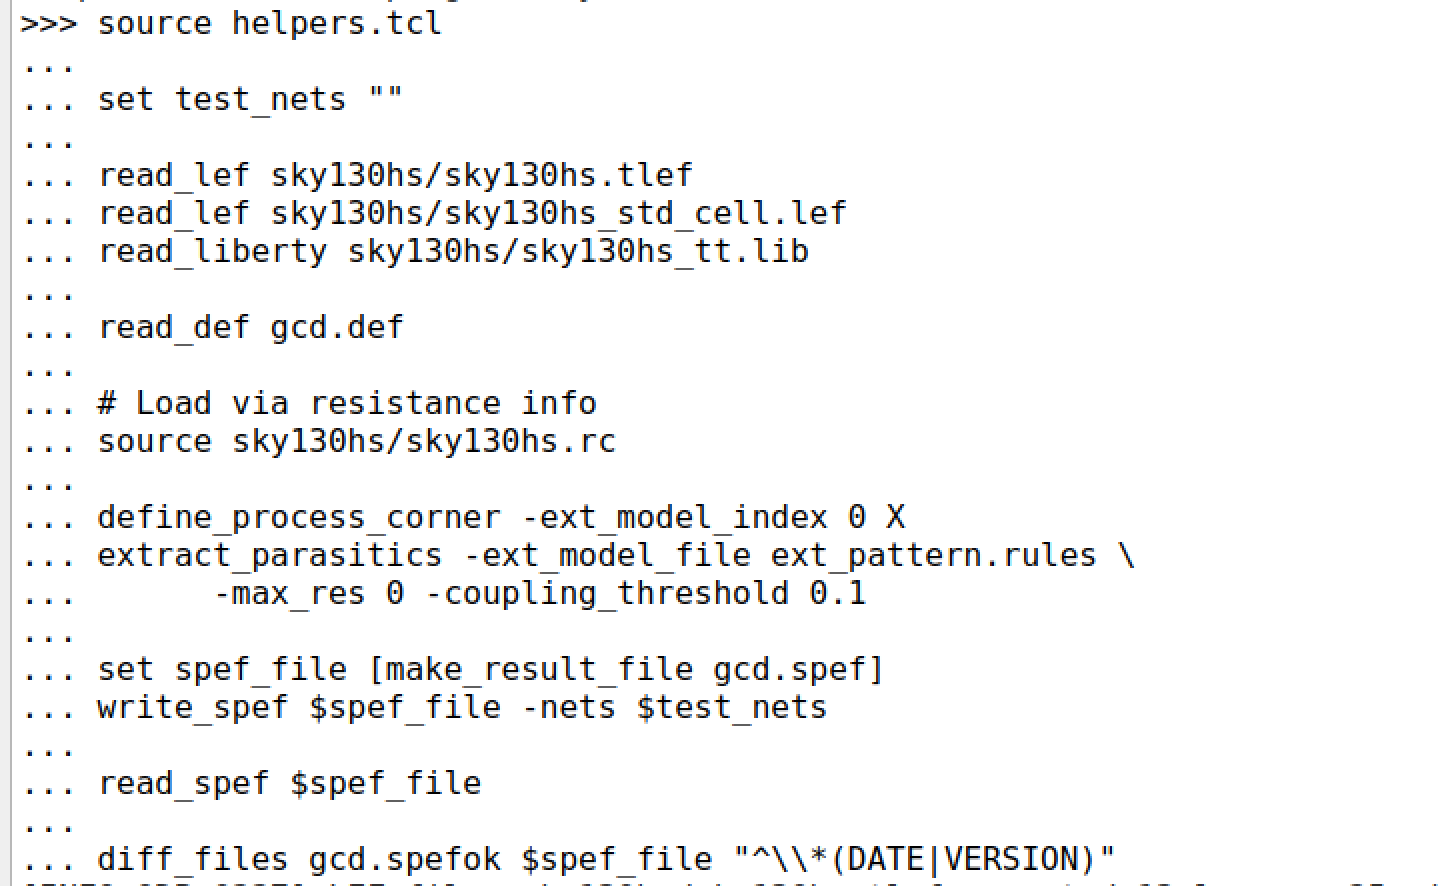 >>> source helpers.tcl
...
... set test_nets ""
...
... read_lef sky130hs/sky130hs.tlef
... read_lef sky130hs/sky130hs_std_cell.lef
... read_liberty sky130hs/sky130hs_tt.lib
...
... read_def gcd.def
...
... # Load via resistance info
... source sky130hs/sky130hs.rc
...
... define_process_corner -ext_model_index 0 X
... extract_parasitics -ext_model_file ext_pattern.rules \
...       -max_res 0 -coupling_threshold 0.1
...
... set spef_file [make_result_file gcd.spef]
... write_spef $spef_file -nets $test_nets
...
... read_spef $spef_file
...
... diff_files gcd.spefok $spef_file "^\\*(DATE|VERSION)"